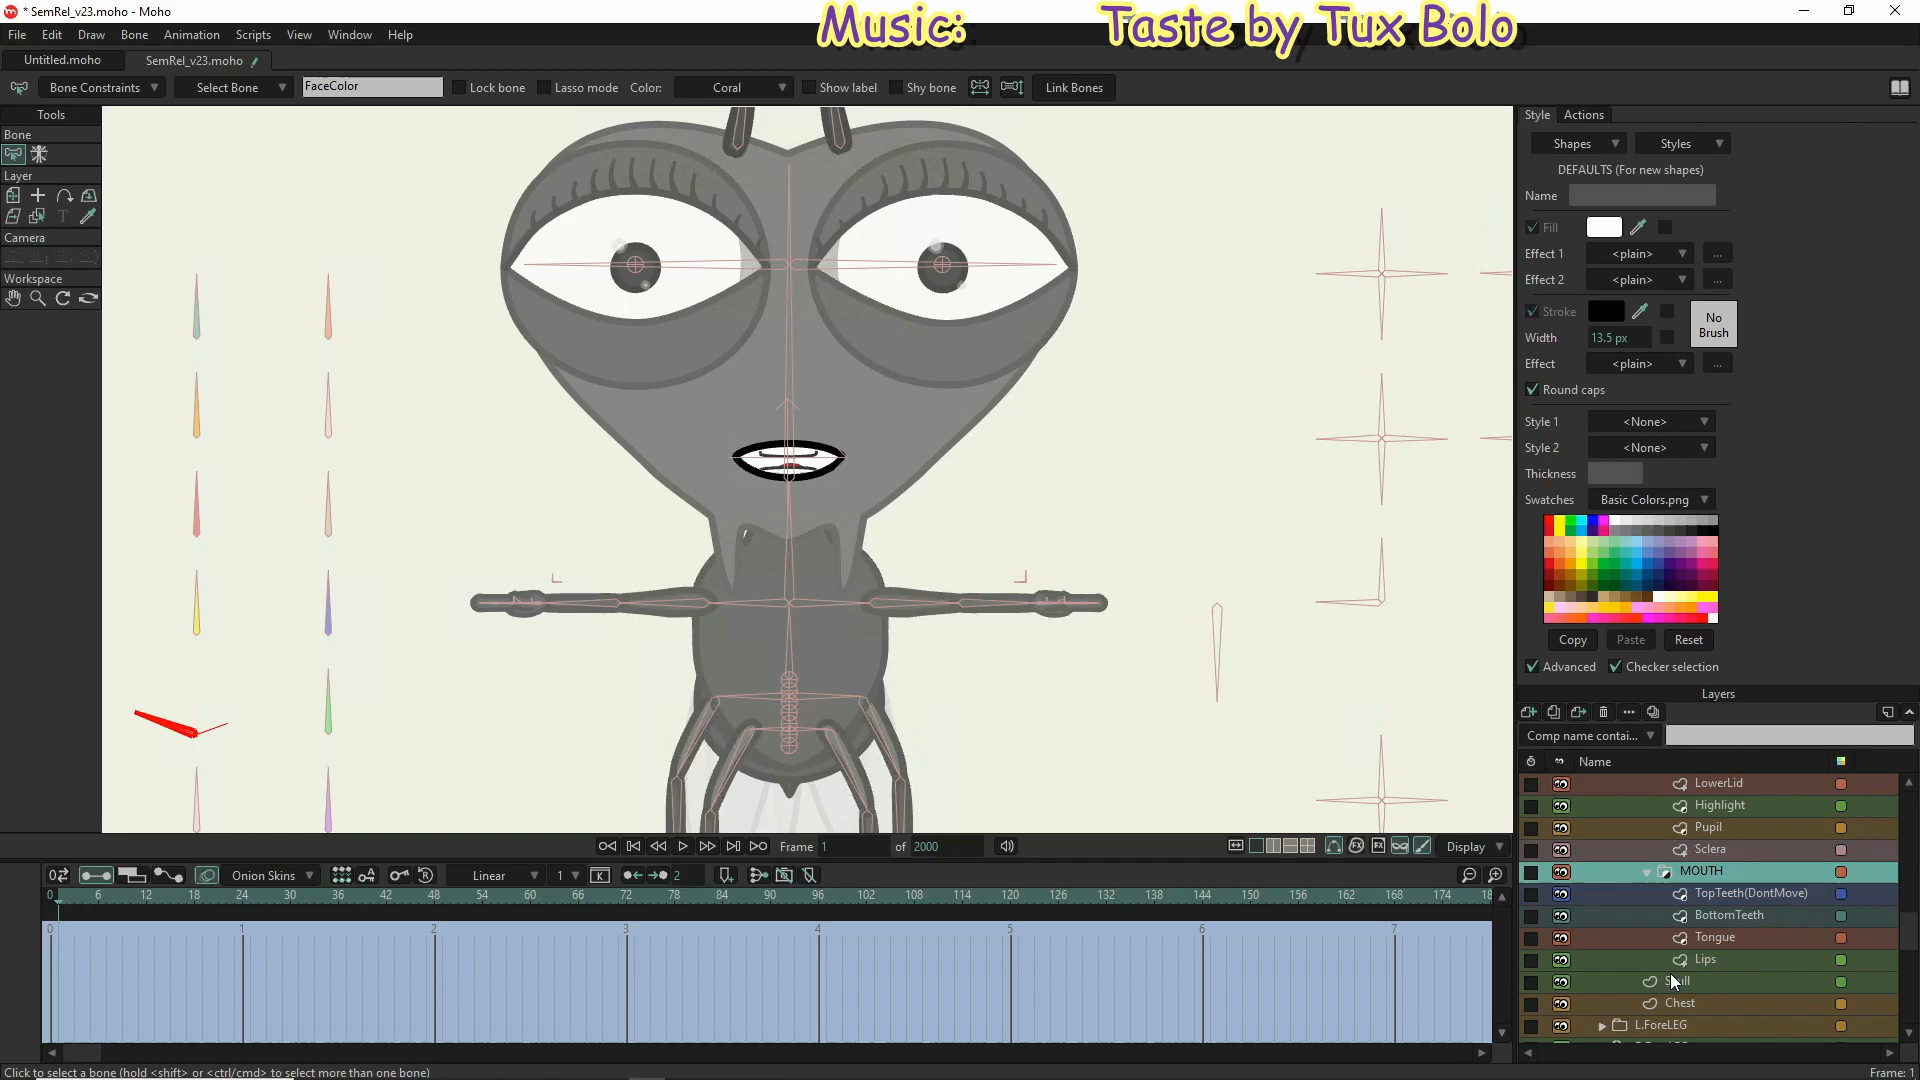 * SemRel_v23.moho - Moho
Music: Taste by Tux Bolo
File Edit Draw Bone Animation Scripts View Window Help
Untitled.moho SemRel_v23.moho
Bone Constraints Select Bone FaceColor Lock bone Lasso mode Color: Coral Show label Shy bone Link Bones
Tools
Bone
Layer
Camera
Workspace
Style Actions
Shapes Styles
DEFAULTS (For new shapes)
Name
Fill
Effect 1 <plain> ...
Effect 2 <plain> ...
Stroke
No Brush
Width 13.5 px
Effect <plain> ...
Round caps
Style 1 <None>
Style 2 <None>
Thickness
Swatches Basic Colors.png
Copy Paste Reset
Advanced Checker selection
Layers
Comp name contai...
Name
LowerLid
Highlight
Pupil
Sclera
MOUTH
TopTeeth(DontMove)
BottomTeeth
Tongue
Lips
Chest
L.ForeLEG
Frame 1 of 2000 Display
Onion Skins Linear 1 2
0 6 12 18 24 30 36 42 48 54 60 66 72 78 84 90 96 102 108 114 120 126 132 138 144 150 156 162 168 174 18
0 1 2 3 4 5 6 7
Click to select a bone (hold <shift> or <ctrl/cmd> to select more than one bone)
Frame: 1